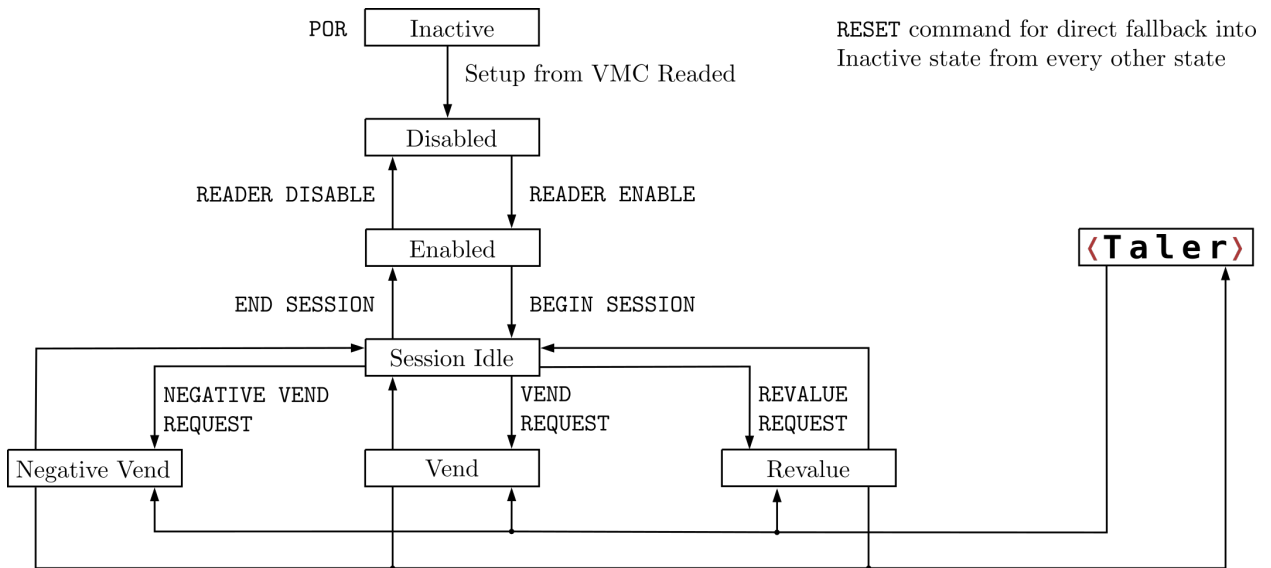 POR
Inactive
RESET command for direct fallback into
Inactive state from every other state
Setup from VMC Readed
Disabled
READER DISABLE
READER ENABLE
Enabled
⟨Taler⟩
END SESSION
BEGIN SESSION
Session Idle
NEGATIVE VEND
REQUEST
VEND
REQUEST
REVALUE
REQUEST
Negative Vend
Vend
Revalue